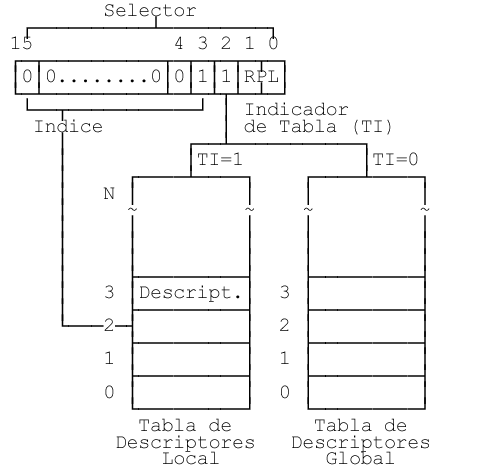 Selector
15 4 3 2 1 0
0 0........0 0 1 1 RPL
Indicador
Indice de Tabla (TI)
TI=1 TI=0
N
~ ~ ~ ~
3 Descript. 3
2 2
1 1
0 0
Tabla de Tabla de
Descriptores Descriptores
Local Global